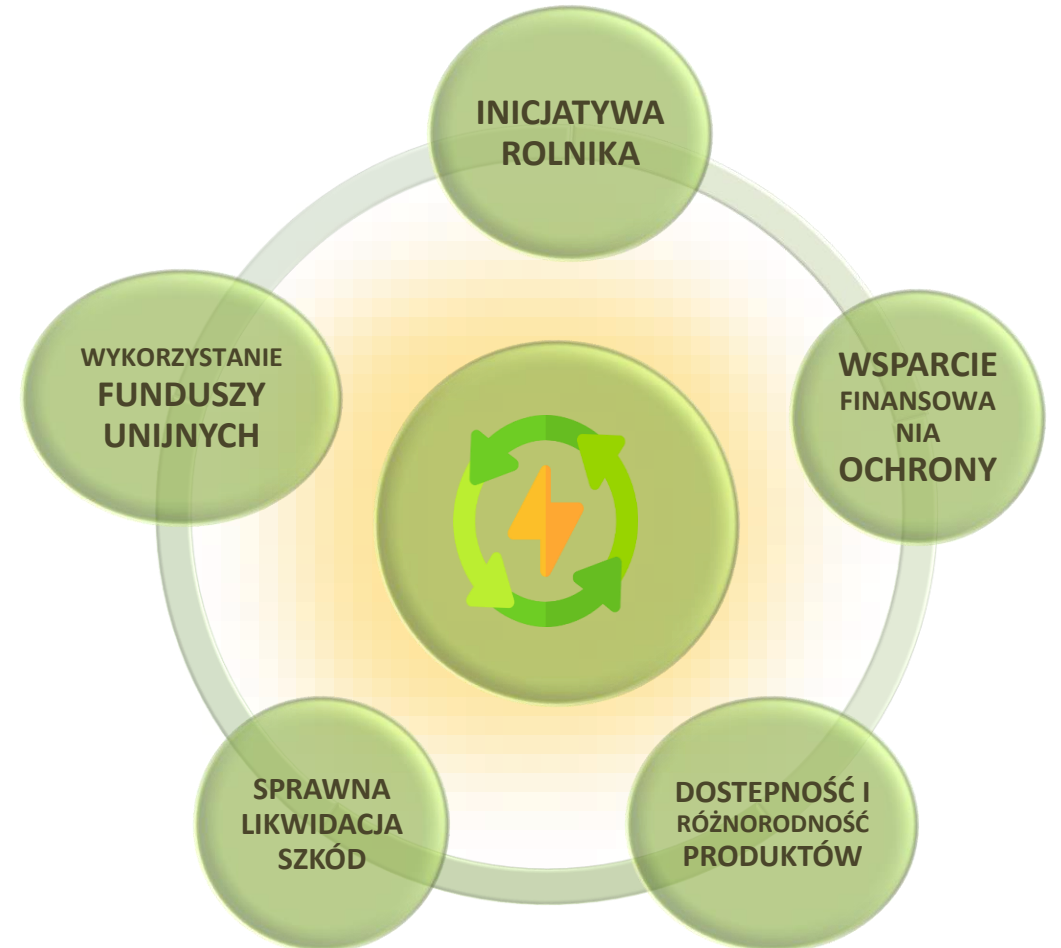 INICJATYWA
ROLNIKA
WSPARCIE
FINANSOWA
NIA
OCHRONY
DOSTEPNOŚĆ I
RÓŻNORODNOŚĆ
PRODUKTÓW
SPRAWNA
LIKWIDACJA
SZKÓD
WYKORZYSTANIE
FUNDUSZY
UNIJNYCH